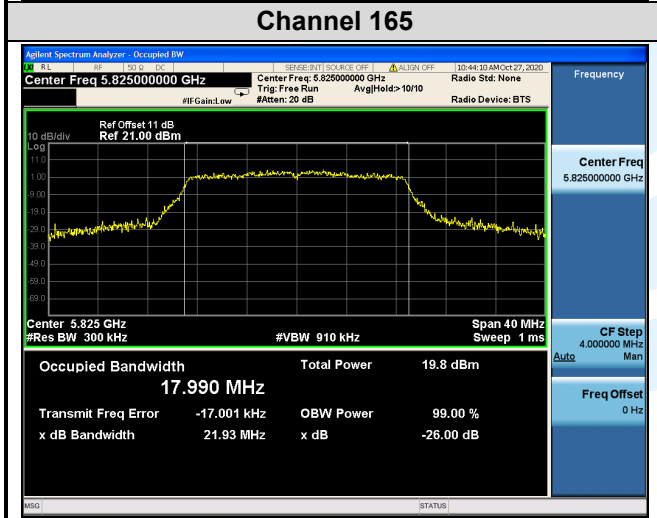 Channel 165
Agilent Spectrum Analyzer - Occupied BW
LXI RL RF 50 Ω DC SENSE:INT SOURCE OFF ALIGN OFF 10:44:10 AM Oct 27, 2020
Center Freq 5.825000000 GHz Center Freq: 5.825000000 GHz Radio Std: None
Trig: Free Run Avg|Hold:> 10/10
#IFGain:Low #Atten: 20 dB Radio Device: BTS
Frequency
Ref Offset 11 dB
10 dB/div Ref 21.00 dBm
Log
11.0
1.00
-9.00
-19.0
-29.0
-39.0
-49.0
-59.0
-69.0
Center 5.825 GHz Span 40 MHz
#Res BW 300 kHz #VBW 910 kHz Sweep 1 ms
Occupied Bandwidth Total Power 19.8 dBm
17.990 MHz
Transmit Freq Error -17.001 kHz OBW Power 99.00 %
x dB Bandwidth 21.93 MHz x dB -26.00 dB
Center Freq
5.825000000 GHz
CF Step
4.000000 MHz
Auto Man
Freq Offset
0 Hz
MSG STATUS